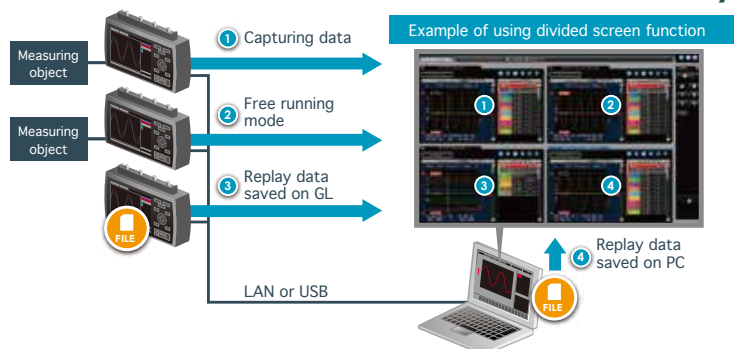 Example of using divided screen function
Measuring
object
1 Capturing data
2 Free running
mode
Measuring
object
3 Replay data
saved on GL
FILE
1
2
3
4
4 Replay data
saved on PC
FILE
LAN or USB